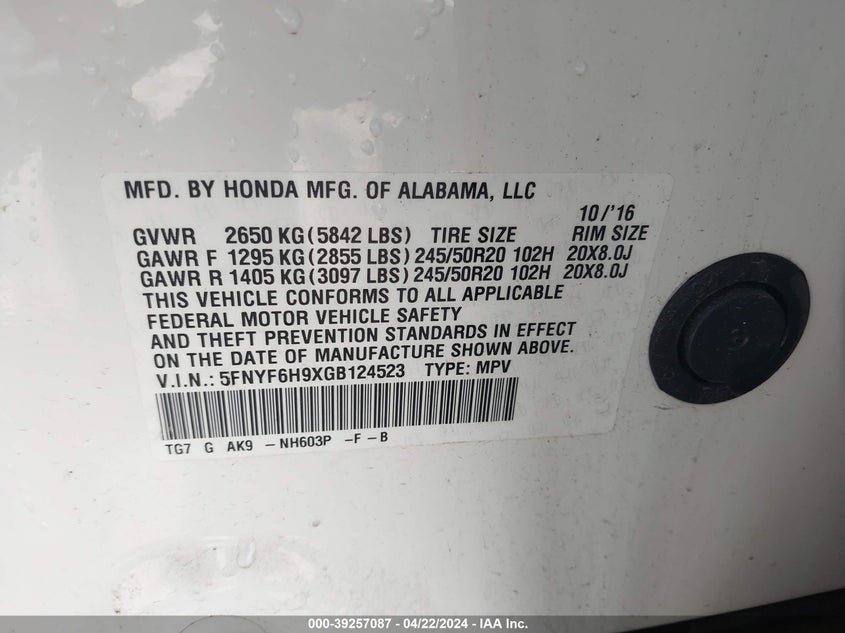 MFD. BY HONDA MFG. OF ALABAMA, LLC
10/'16
GVWR 2650 KG (5842 LBS) TIRE SIZE RIM SIZE
GAWR F 1295 KG (2855 LBS) 245/50R20 102H 20X8.0J
GAWR R 1405 KG (3097 LBS) 245/50R20 102H 20X8.0J
THIS VEHICLE CONFORMS TO ALL APPLICABLE
FEDERAL MOTOR VEHICLE SAFETY
AND THEFT PREVENTION STANDARDS IN EFFECT
ON THE DATE OF MANUFACTURE SHOWN ABOVE.
V.I.N.: 5FNYF6H9XGB124523 TYPE: MPV
TG7 G AK9 -NH603P -F-B
000-39257087 - 04/22/2024 - IAA Inc.